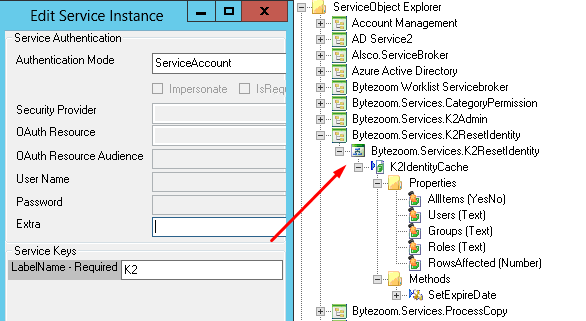 Edit Service Instance
Service Authentication
Authentication Mode
ServiceAccount
Impersonate
IsRequ
Security Provider
OAuth Resource
OAuth Resource Audience
User Name
Password
Extra
Service Keys
LabelName - Required
K2
ServiceObject Explorer
Account Management
AD Service2
Alsco.ServiceBroker
Azure Active Directory
Bytezoom Worklist Servicebroker
Bytezoom.Services.CategoryPermission
Bytezoom.Services.K2Admin
Bytezoom.Services.K2ResetIdentity
Bytezoom.Services.K2ResetIdentity
K2IdentityCache
Properties
AllItems (YesNo)
Users (Text)
Groups (Text)
Roles (Text)
RowsAffected (Number)
Methods
SetExpireDate
Bytezoom.Services.ProcessCopy